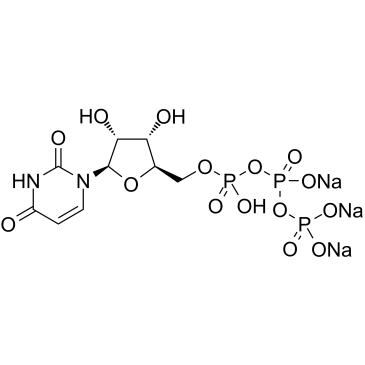 HO OH
O O O O
HN N O P P ONa
O O OH O ONa
P
O ONa